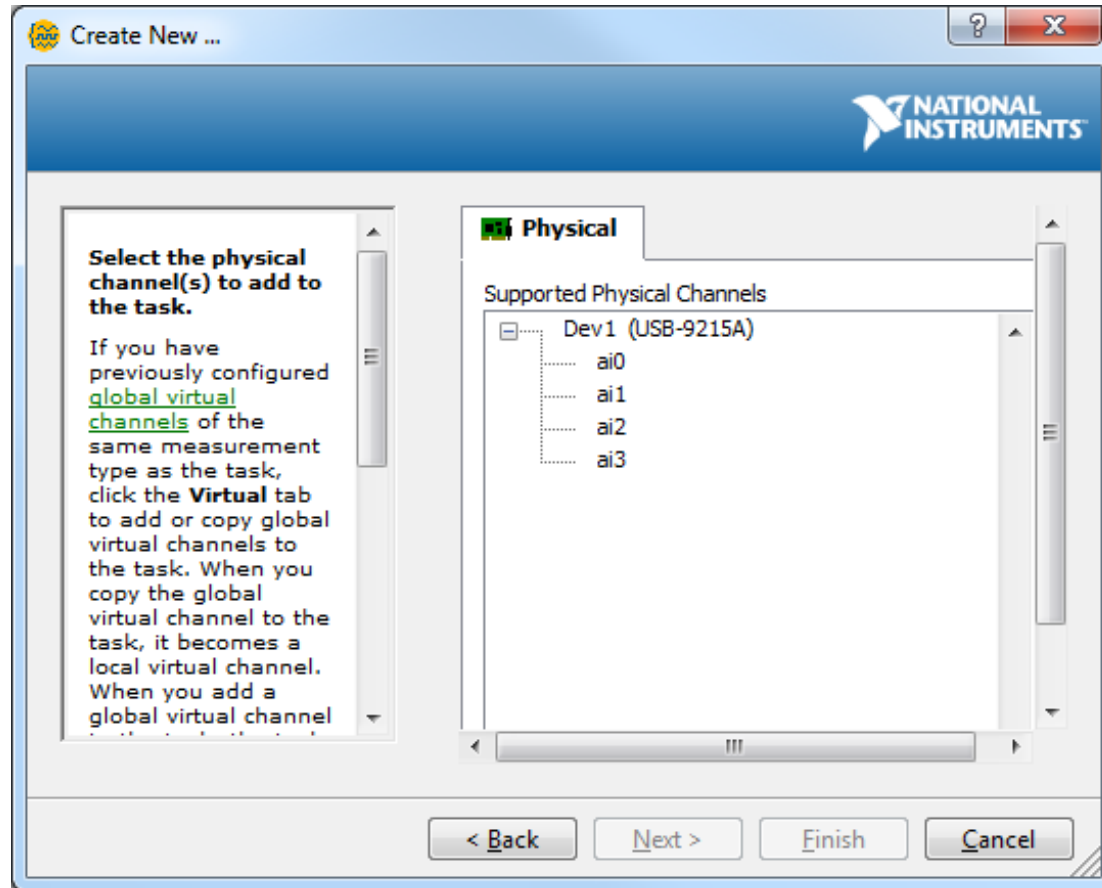 Create New ...
NATIONAL
INSTRUMENTS
Select the physical
channel(s) to add to
the task.
If you have
previously configured
global virtual
channels of the
same measurement
type as the task,
click the Virtual tab
to add or copy global
virtual channels to
the task. When you
copy the global
virtual channel to the
task, it becomes a
local virtual channel.
When you add a
global virtual channel
Physical
Supported Physical Channels
Dev1 (USB-9215A)
ai0
ai1
ai2
ai3
< Back
Next >
Finish
Cancel